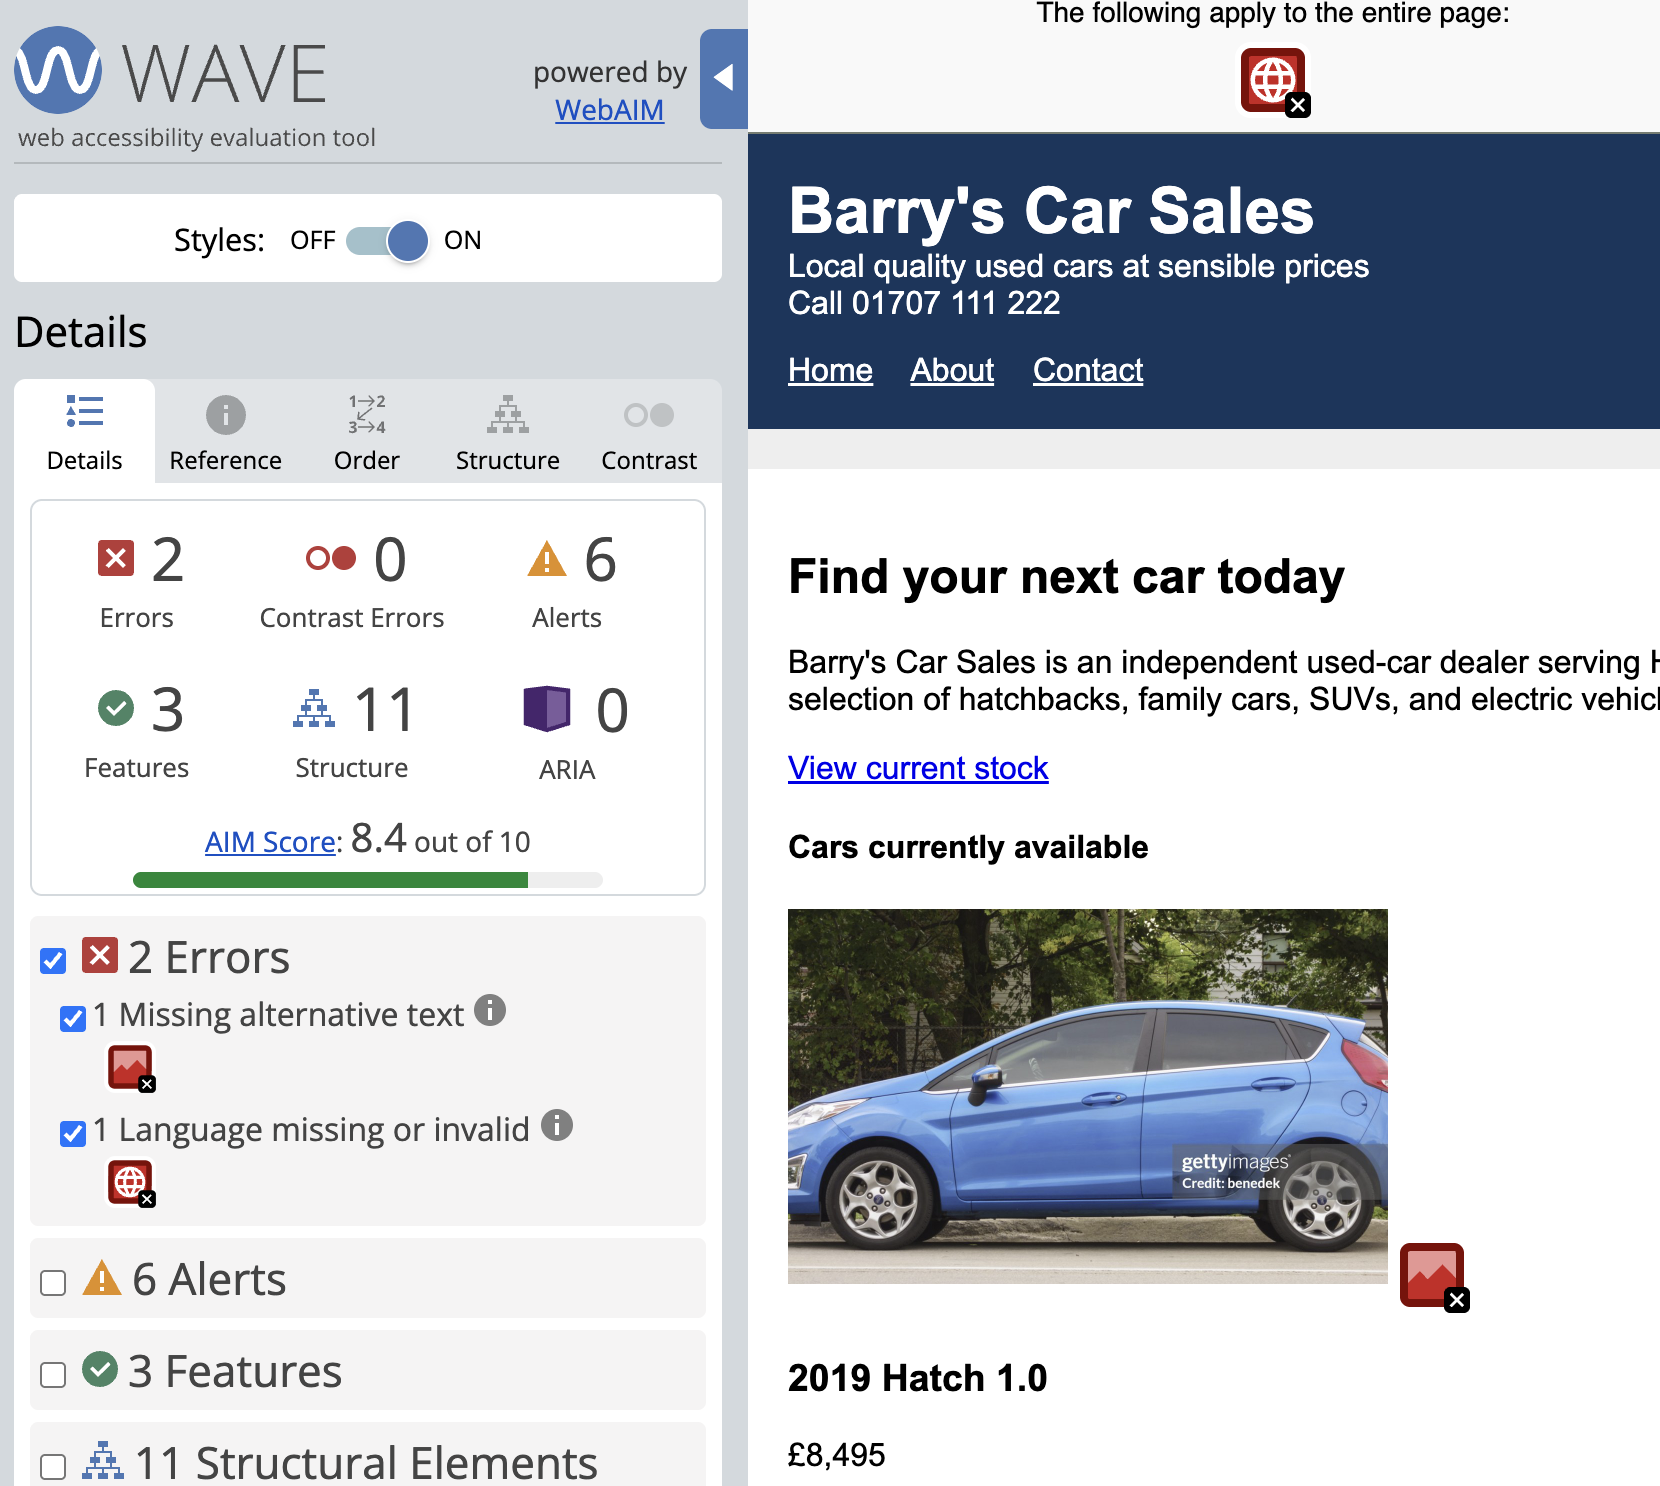 WAVE
web accessibility evaluation tool
powered by
WebAIM
Styles: OFF ON
Details
Details
Reference
1→2
3→4
Order
Structure
Contrast
2
Errors
0
Contrast Errors
6
Alerts
3
Features
11
Structure
0
ARIA
AIM Score: 8.4 out of 10
2 Errors
1 Missing alternative text
1 Language missing or invalid
6 Alerts
3 Features
11 Structural Elements
The following apply to the entire page:
Barry's Car Sales
Local quality used cars at sensible prices
Call 01707 111 222
Home About Contact
Find your next car today
Barry's Car Sales is an independent used-car dealer serving
selection of hatchbacks, family cars, SUVs, and electric
View current stock
Cars currently available
gettyimages
Credit: benedek
2019 Hatch 1.0
£8,495